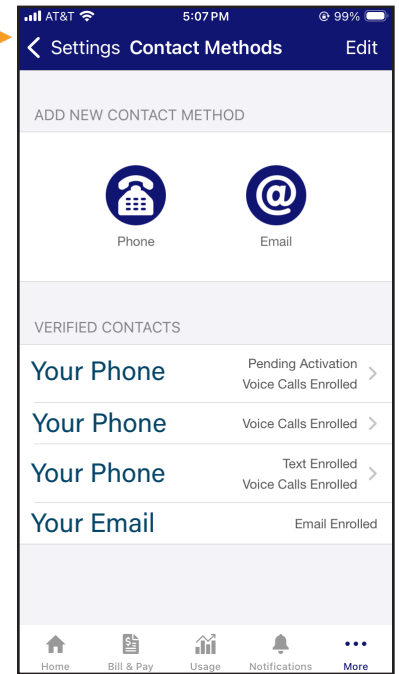 AT&T 5:07 PM 99%
Settings Contact Methods Edit
ADD NEW CONTACT METHOD
@
Phone Email
VERIFIED CONTACTS
Your Phone Pending Activation
Voice Calls Enrolled
Your Phone Voice Calls Enrolled
Your Phone Text Enrolled
Voice Calls Enrolled
Your Email Email Enrolled
$
Home Bill & Pay Usage Notifications More